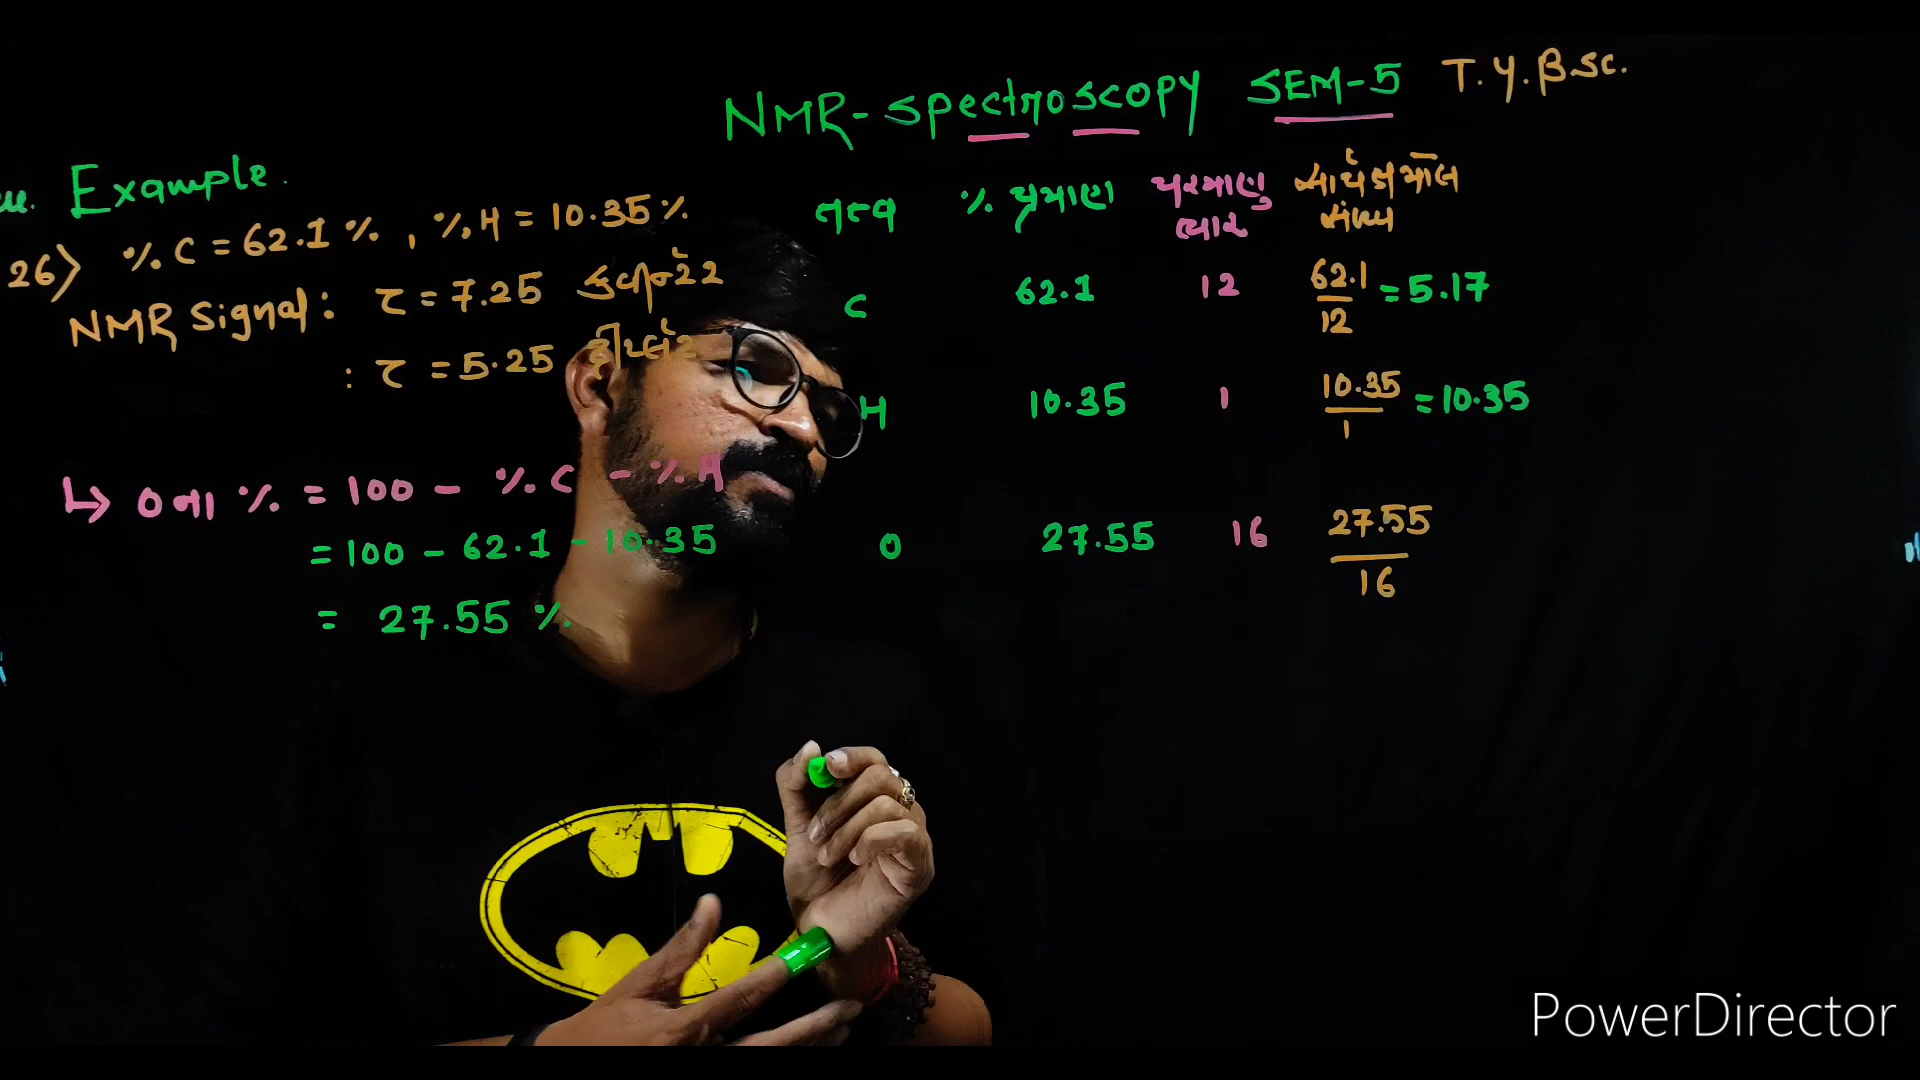 NMR-Spectroscopy SEM-5 T.Y.BSc.
Example.
26) % C = 62.1 % , % H = 10.35 %
NMR Signal : τ = 7.25 ક્વાર્ટેટ
: τ = 5.25
↳ O ના % = 100 - % C - % H
= 100 - 62.1 - 10.35
= 27.55 %
તત્વ % પ્રમાણ પરમાણુ ભાર સાપેક્ષ મોલ સંખ્યા
C 62.1 12 62.1/12 = 5.17
H 10.35 1 10.35/1 = 10.35
O 27.55 16 27.55/16
PowerDirector